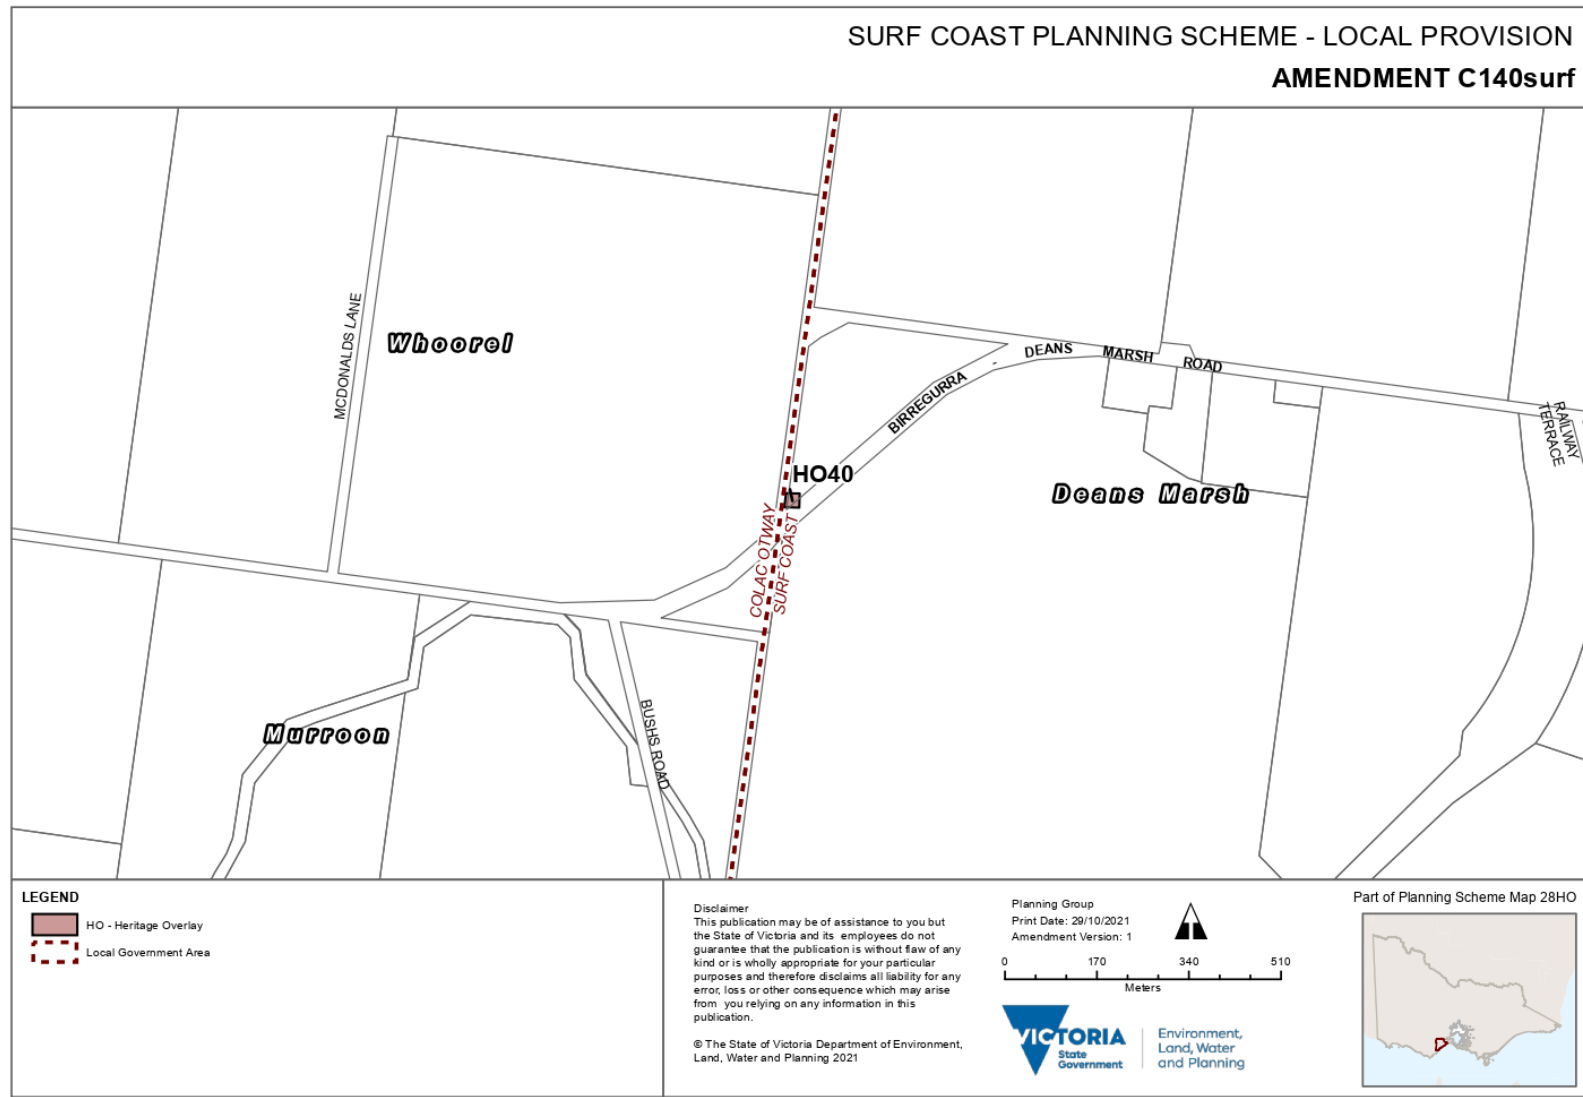 SURF COAST PLANNING SCHEME - LOCAL PROVISION
AMENDMENT C140surf
MCDONALDS LANE
Whoorel
DEANS MARSH ROAD
BIRREGURRA
RAILWAY
TERRACE
HO40
Deans Marsh
COLAC OTWAY
SURF COAST
Murroon
BUSHS ROAD
LEGEND
HO - Heritage Overlay
Local Government Area
Disclaimer
This publication may be of assistance to you but
the State of Victoria and its employees do not
guarantee that the publication is without flaw of any
kind or is wholly appropriate for your particular
purposes and therefore disclaims all liability for any
error, loss or other consequence which may arise
from you relying on any information in this
publication.
© The State of Victoria Department of Environment,
Land, Water and Planning 2021
Planning Group
Print Date: 29/10/2021
Amendment Version: 1
0 170 340 510
Meters
VICTORIA
State
Government
Environment,
Land, Water
and Planning
Part of Planning Scheme Map 28HO